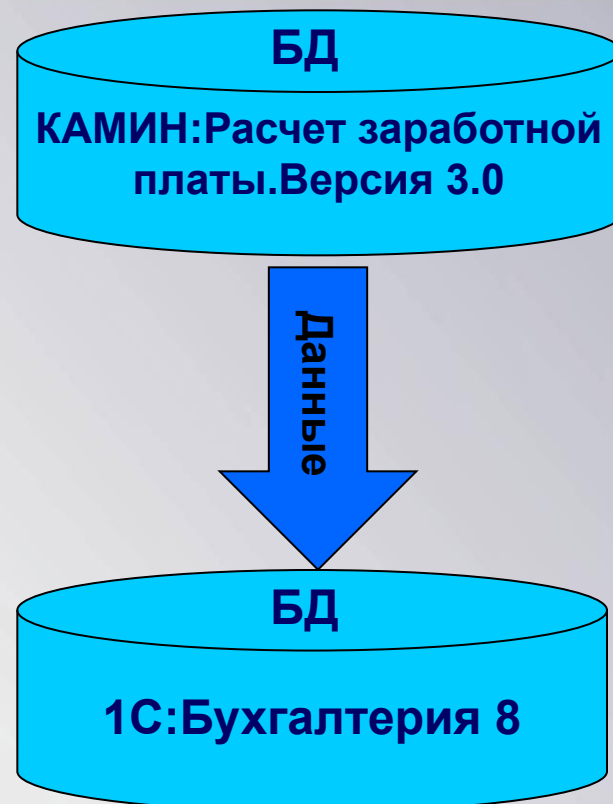 БД
КАМИН:Расчет заработной
платы.Версия 3.0
Данные
БД
1С:Бухгалтерия 8